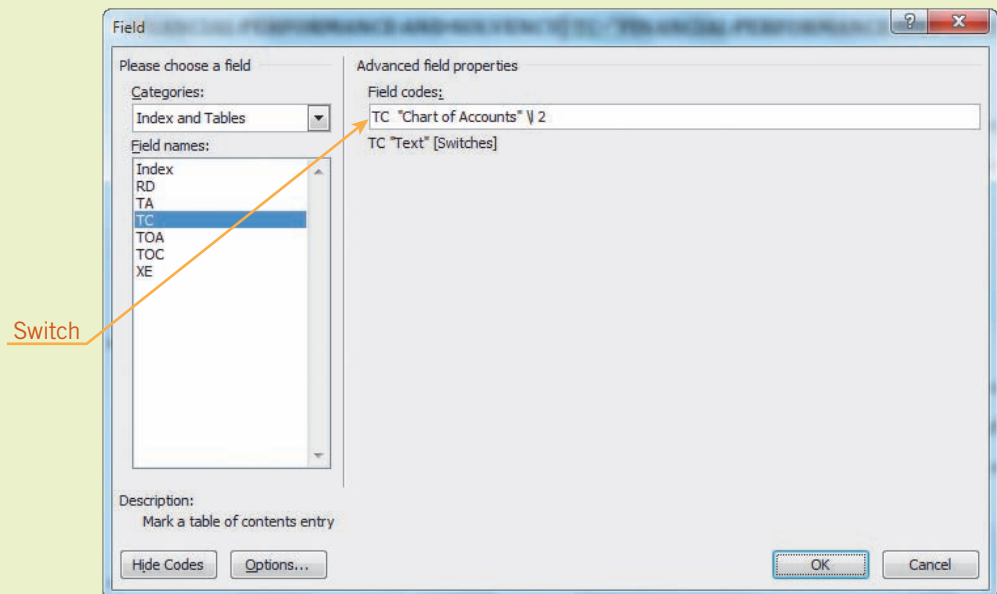 Field
Please choose a field
Categories:
Index and Tables
Field names:
Index
RD
TA
TC
TOA
TOC
XE
Description:
Mark a table of contents entry
Hide Codes
Options...
Advanced field properties
Field codes:
TC "Chart of Accounts" \l 2
TC "Text" [Switches]
OK
Cancel
Switch